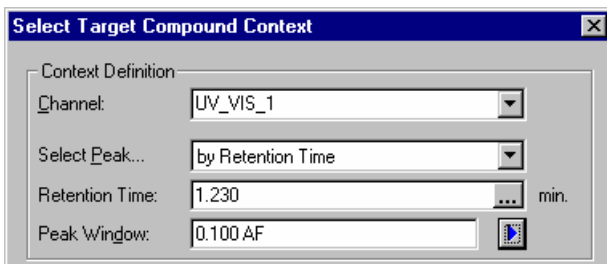 Select Target Compound Context
Context Definition
Channel: UV_VIS_1
Select Peak... by Retention Time
Retention Time: 1.230 ... min.
Peak Window: 0.100 AF